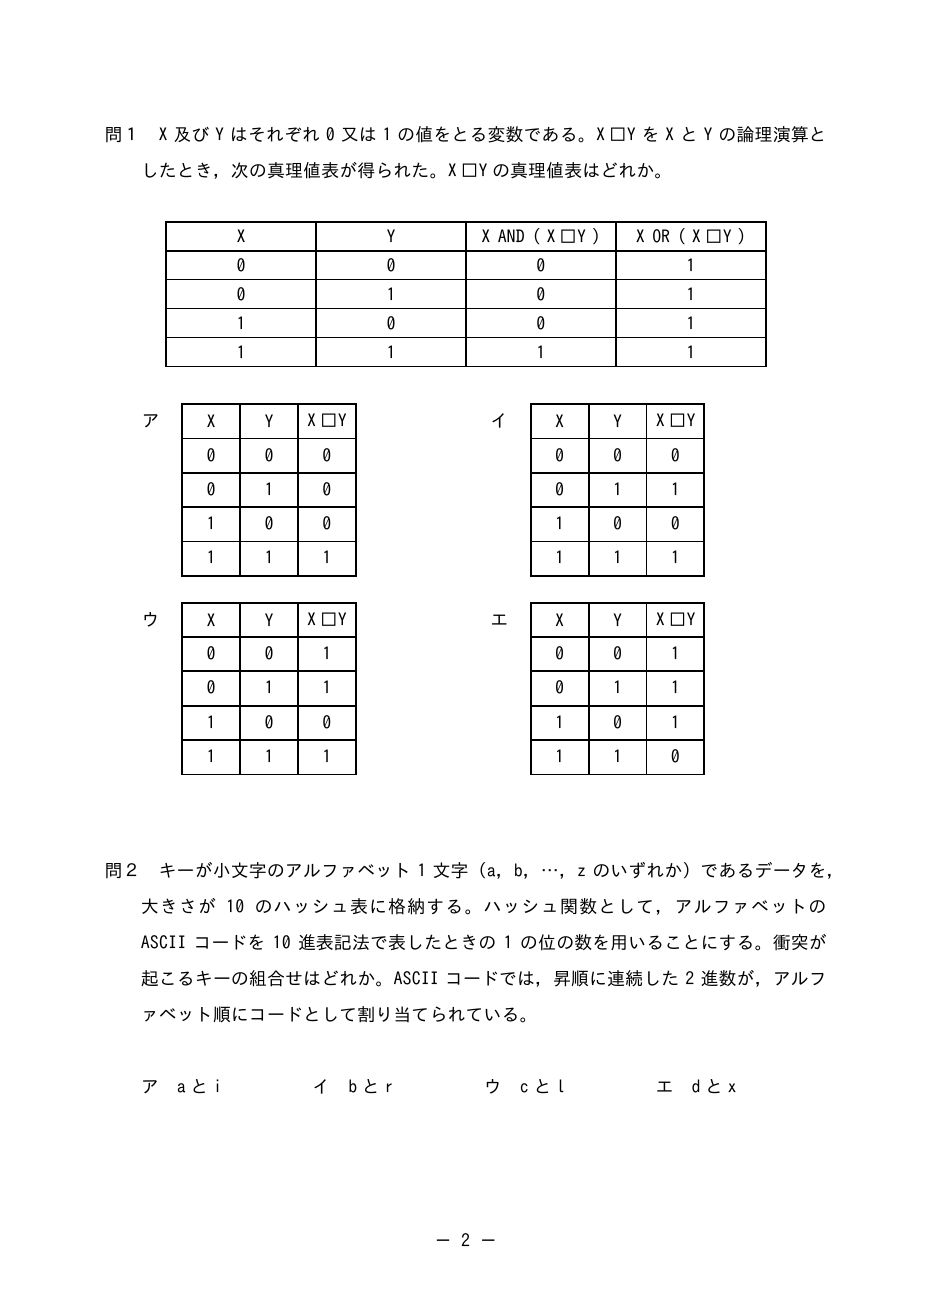 問1 X 及び Y はそれぞれ 0 又は 1 の値をとる変数である。X□Y を X と Y の論理演算と
したとき，次の真理値表が得られた。X□Y の真理値表はどれか。
X Y X AND ( X□Y ) X OR ( X□Y )
0 0 0 1
0 1 0 1
1 0 0 1
1 1 1 1
ア
X Y X□Y
0 0 0
0 1 0
1 0 0
1 1 1
イ
X Y X□Y
0 0 0
0 1 1
1 0 0
1 1 1
ウ
X Y X□Y
0 0 1
0 1 1
1 0 0
1 1 1
エ
X Y X□Y
0 0 1
0 1 1
1 0 1
1 1 0
問2 キーが小文字のアルファベット 1 文字（a，b，…，z のいずれか）であるデータを，
大きさが 10 のハッシュ表に格納する。ハッシュ関数として，アルファベットの
ASCII コードを 10 進表記法で表したときの 1 の位の数を用いることにする。衝突が
起こるキーの組合せはどれか。ASCII コードでは，昇順に連続した 2 進数が，アルフ
ァベット順にコードとして割り当てられている。
ア a と i イ b と r ウ c と l エ d と x
－ 2 －